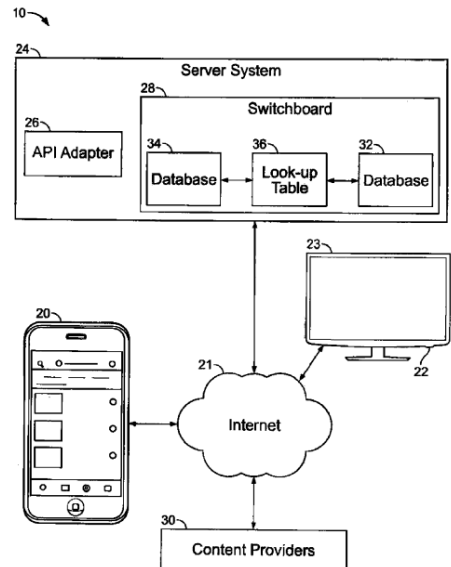 10
24
Server System
28
Switchboard
26
API Adapter
34
Database
36
Look-up
Table
32
Database
23
20
21
22
Internet
30
Content Providers